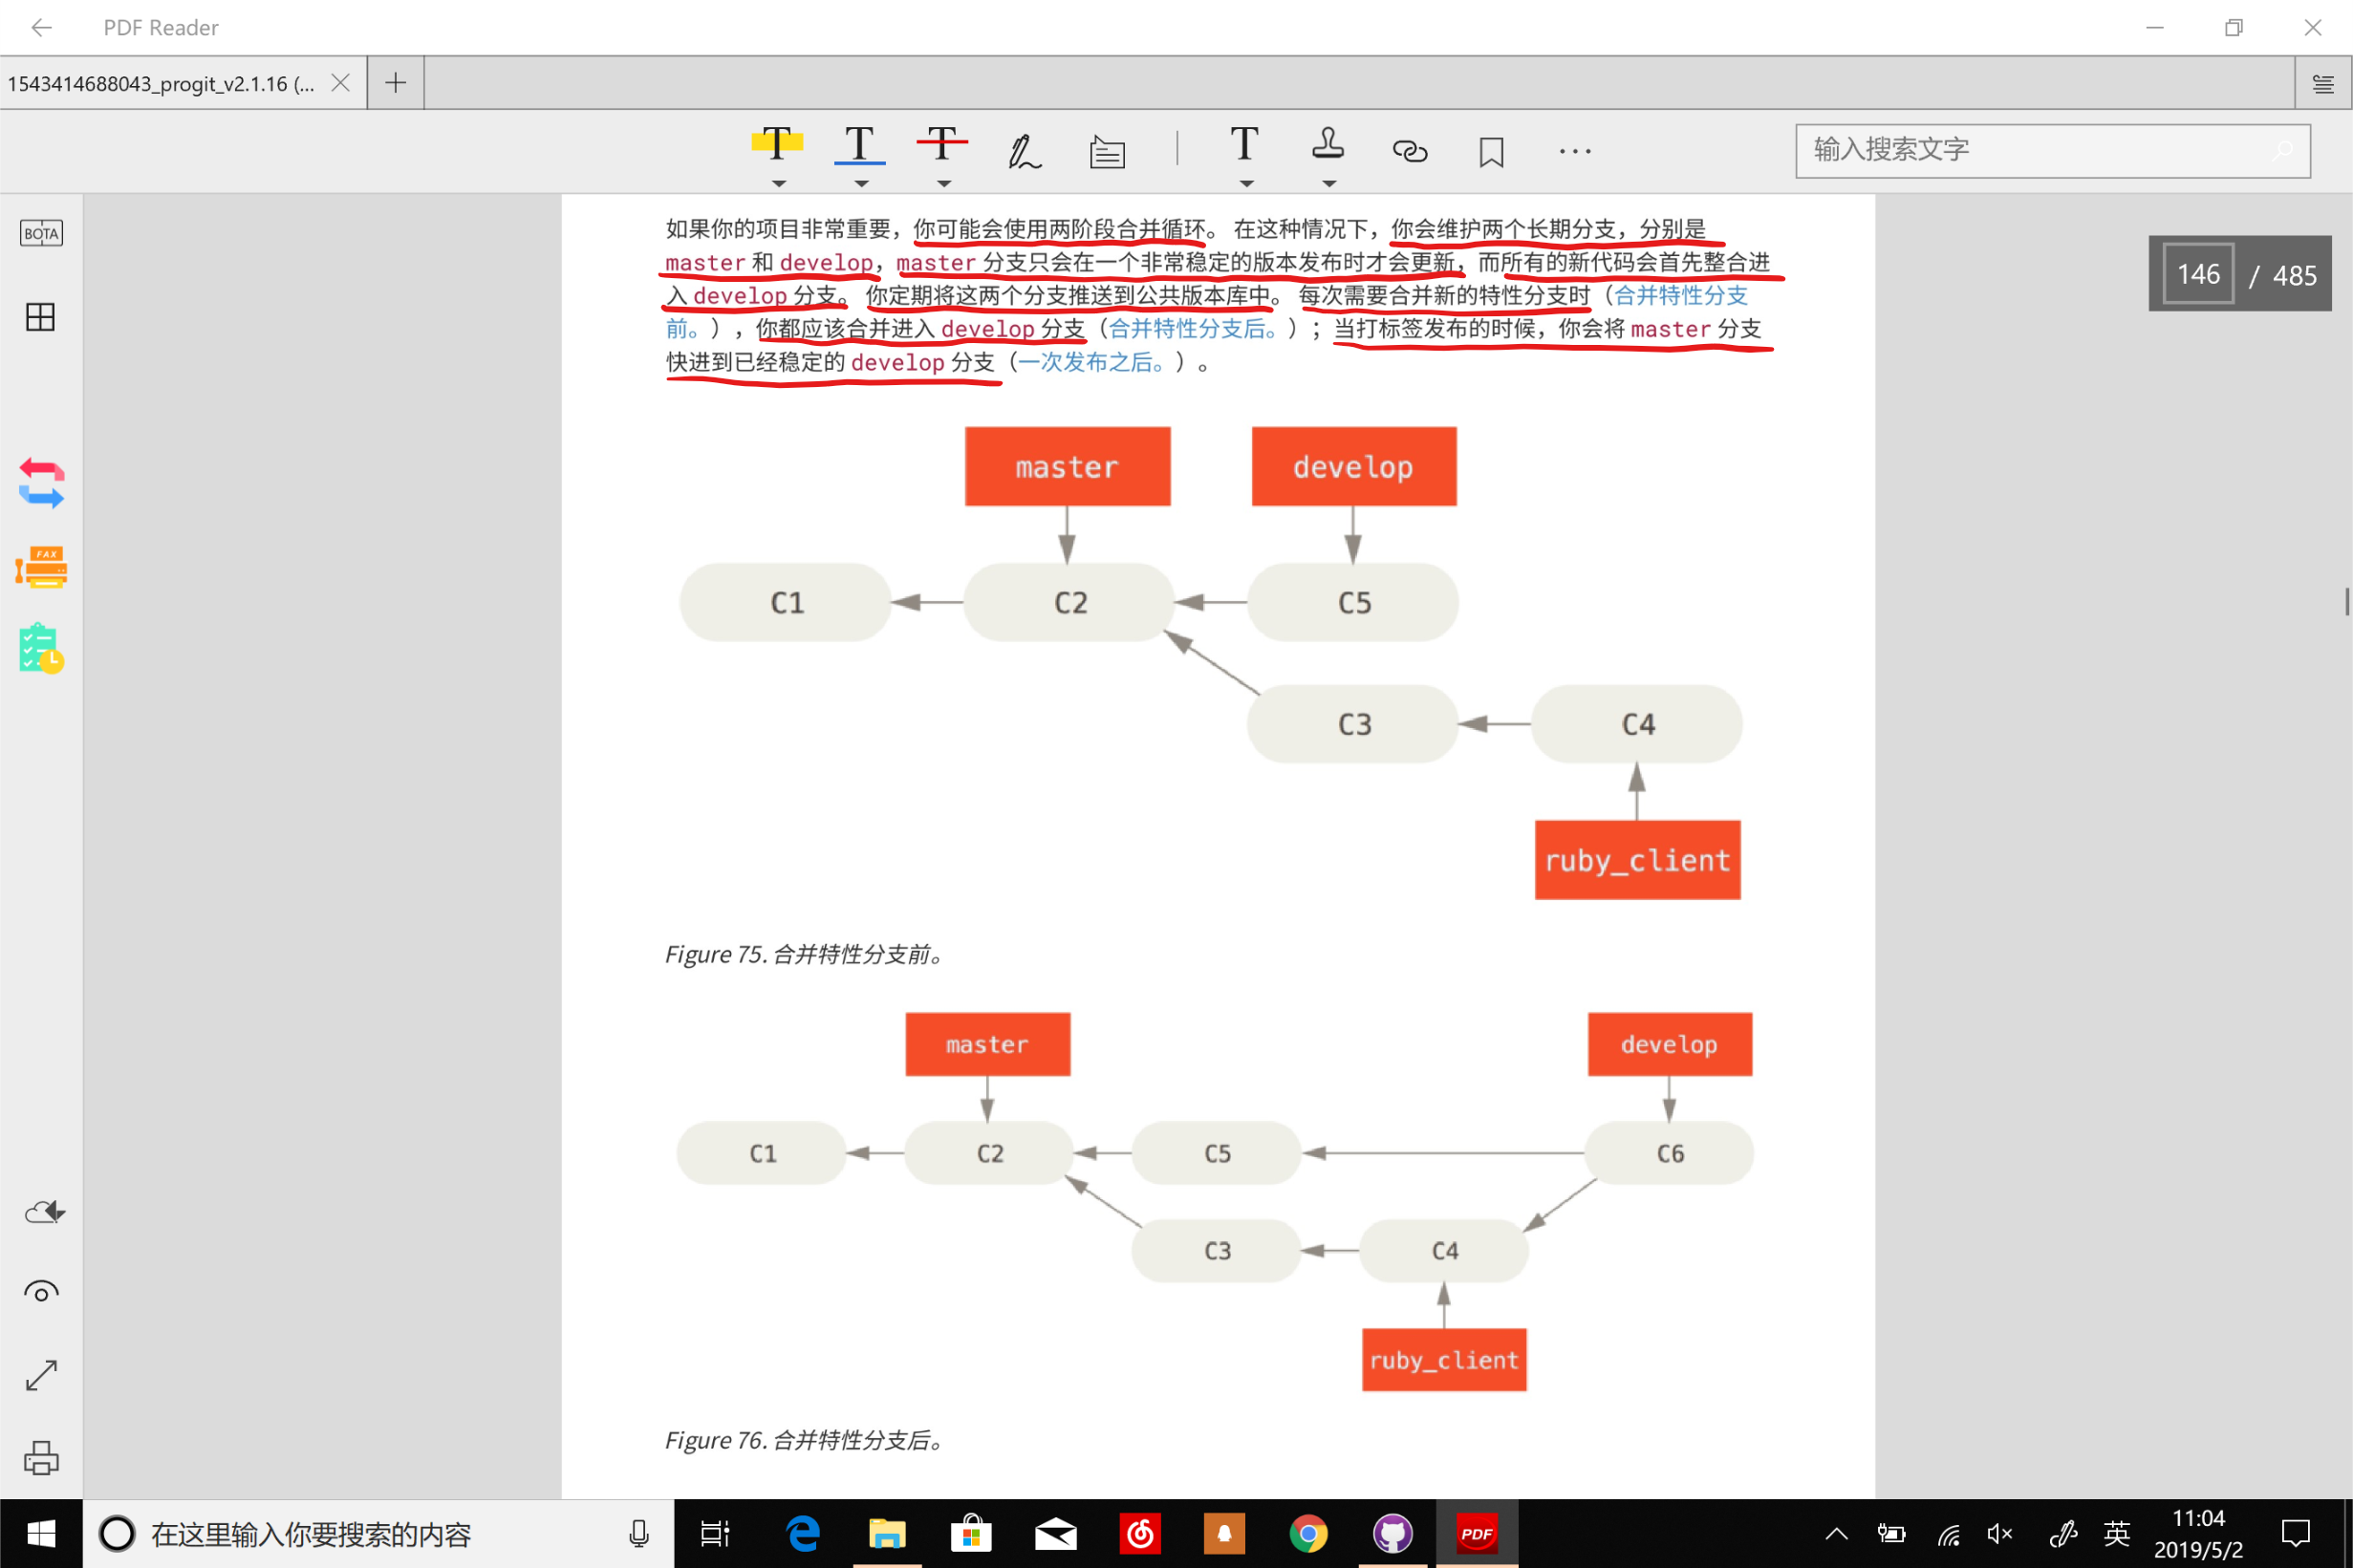 PDF Reader
1543414688043_progit_v2.1.16 (...
输入搜索文字
BOTA
FAX
146 / 485
如果你的项目非常重要，你可能会使用两阶段合并循环。 在这种情况下，你会维护两个长期分支，分别是
master 和 develop，master 分支只会在一个非常稳定的版本发布时才会更新，而所有的新代码会首先整合进
入 develop 分支。 你定期将这两个分支推送到公共版本库中。 每次需要合并新的特性分支时（合并特性分支
前。），你都应该合并进入 develop 分支（合并特性分支后。）；当打标签发布的时候，你会将 master 分支
快进到已经稳定的 develop 分支（一次发布之后。）。
master
develop
C1
C2
C5
C3
C4
ruby_client
Figure 75. 合并特性分支前。
master
develop
C1
C2
C5
C6
C3
C4
ruby_client
Figure 76. 合并特性分支后。
在这里输入你要搜索的内容
PDF
英
11:04
2019/5/2